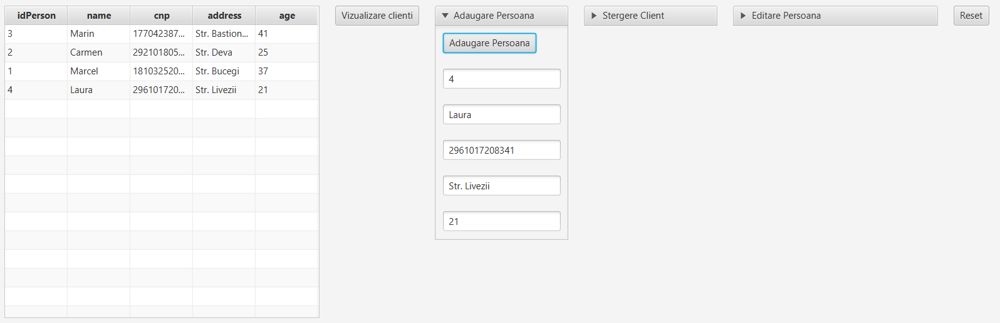 idPerson name cnp address age
3 Marin 177042387... Str. Bastion... 41
2 Carmen 292101805... Str. Deva 25
1 Marcel 181032520... Str. Bucegi 37
4 Laura 296101720... Str. Livezii 21
Vizualizare clienti
Adaugare Persoana
Adaugare Persoana
4
Laura
2961017208341
Str. Livezii
21
Stergere Client
Editare Persoana
Reset